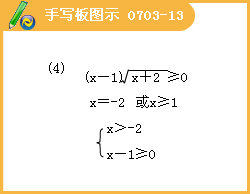 手写板图示 0703-13
(4)
(x-1)√x+2 ≥0
x=-2 或x≥1
{x>-2
x-1≥0